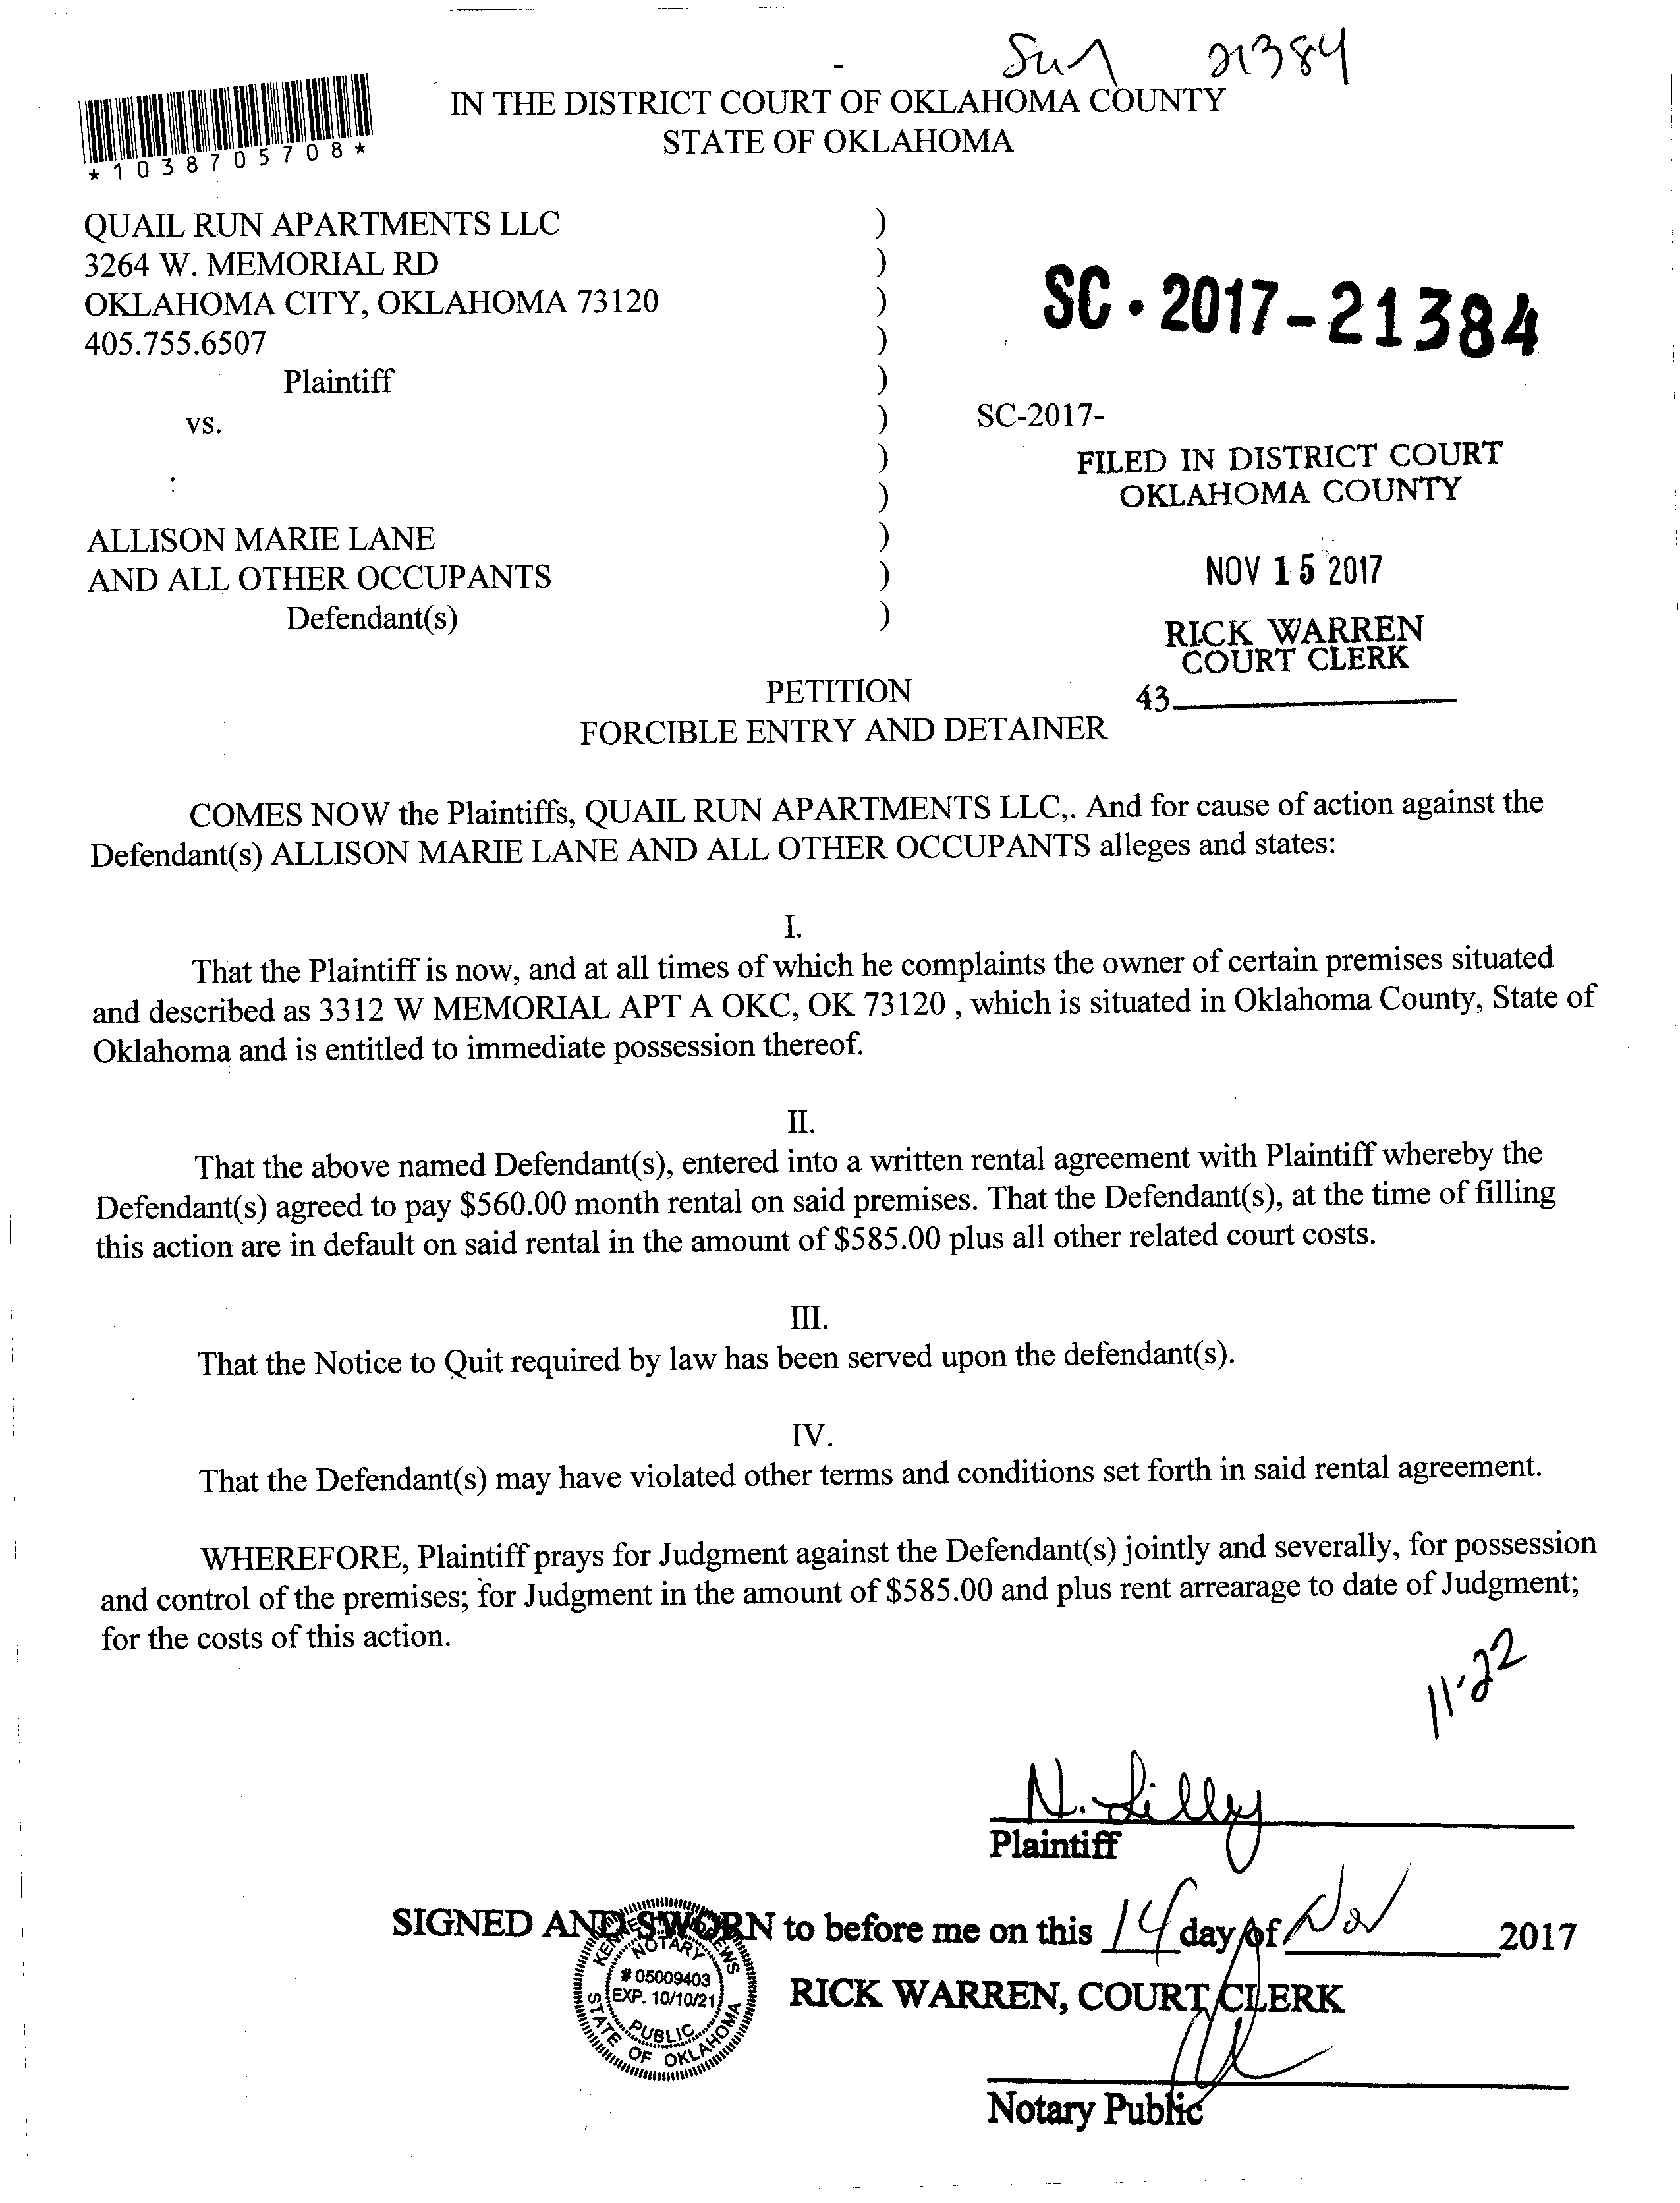 21384
IN THE DISTRICT COURT OF OKLAHOMA COUNTY
STATE OF OKLAHOMA
*1038705708*
QUAIL RUN APARTMENTS LLC )
3264 W. MEMORIAL RD )
OKLAHOMA CITY, OKLAHOMA 73120 )
405.755.6507 )
Plaintiff )
SC·2017-21384
vs. ) SC-2017-
) FILED IN DISTRICT COURT
: ) OKLAHOMA COUNTY
ALLISON MARIE LANE )
AND ALL OTHER OCCUPANTS ) NOV 15 2017
Defendant(s) )
RICK WARREN
COURT CLERK
43
PETITION
FORCIBLE ENTRY AND DETAINER
COMES NOW the Plaintiffs, QUAIL RUN APARTMENTS LLC,. And for cause of action against the
Defendant(s) ALLISON MARIE LANE AND ALL OTHER OCCUPANTS alleges and states:
I.
That the Plaintiff is now, and at all times of which he complaints the owner of certain premises situated
and described as 3312 W MEMORIAL APT A OKC, OK 73120 , which is situated in Oklahoma County, State of
Oklahoma and is entitled to immediate possession thereof.
II.
That the above named Defendant(s), entered into a written rental agreement with Plaintiff whereby the
Defendant(s) agreed to pay $560.00 month rental on said premises. That the Defendant(s), at the time of filling
this action are in default on said rental in the amount of $585.00 plus all other related court costs.
III.
That the Notice to Quit required by law has been served upon the defendant(s).
IV.
That the Defendant(s) may have violated other terms and conditions set forth in said rental agreement.
WHEREFORE, Plaintiff prays for Judgment against the Defendant(s) jointly and severally, for possession
and control of the premises; for Judgment in the amount of $585.00 and plus rent arrearage to date of Judgment;
for the costs of this action.
11-22
N. Lilley
Plaintiff
SIGNED AND SWORN to before me on this 14 day of Nov 2017
NOTARY
# 05009403
EXP. 10/10/21
PUBLIC
STATE OF OKLAHOMA
RICK WARREN, COURT CLERK
Notary Public